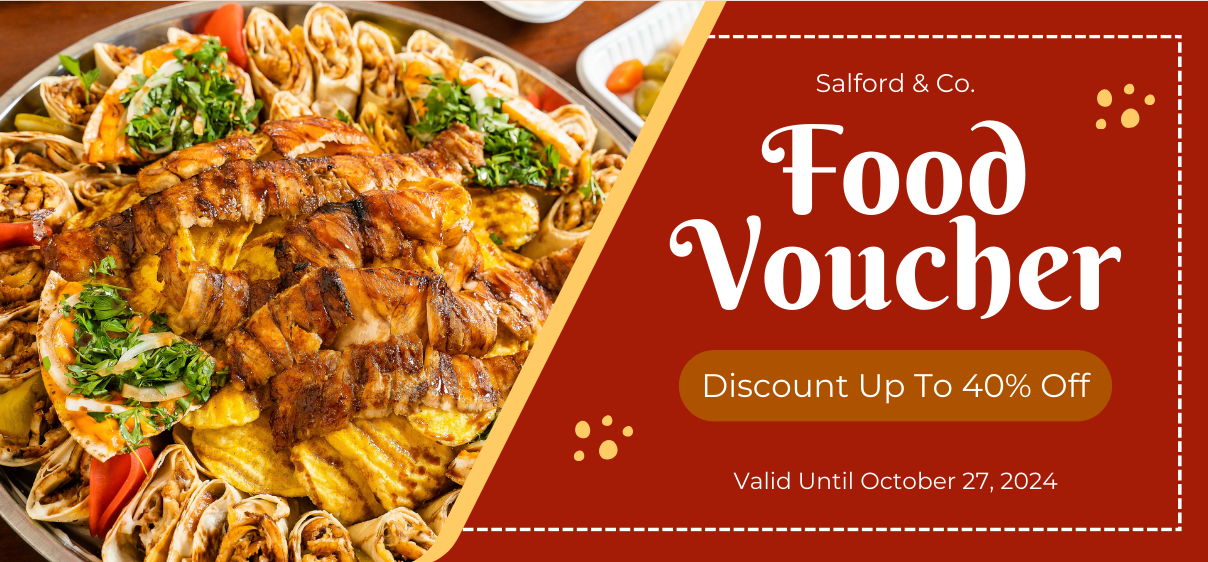 Salford & Co.
Food
Voucher
Discount Up To 40% Off
Valid Until October 27, 2024